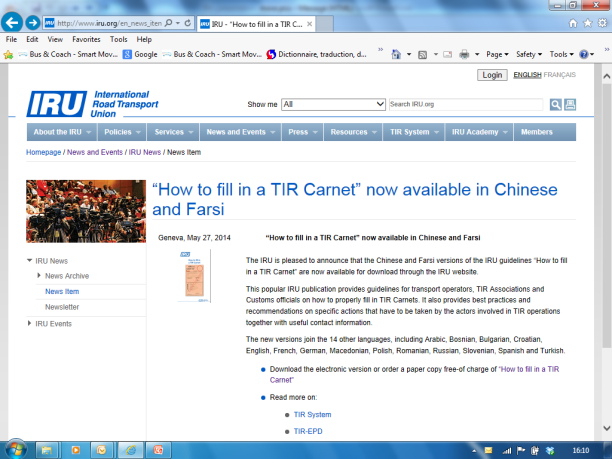 http://www.iru.org/en_news_iten
IRU - "How to fill in a TIR C...
File Edit View Favorites Tools Help
Bus & Coach - Smart Mov... Google Bus & Coach - Smart Mov... Dictionnaire, traduction, d... Page Safety Tools
Login ENGLISH FRANÇAIS
IRU International
Road Transport
Union
Show me All Search IRU.org
About the IRU Policies Services News and Events Press Resources TIR System IRU Academy Members
Homepage / News and Events / IRU News / News Item
“How to fill in a TIR Carnet” now available in Chinese
and Farsi
Geneva, May 27, 2014 “How to fill in a TIR Carnet” now available in Chinese and Farsi
IRU News
News Archive
News Item
Newsletter
IRU Events
The IRU is pleased to announce that the Chinese and Farsi versions of the IRU guidelines “How to fill
in a TIR Carnet” are now available for download through the IRU website.
This popular IRU publication provides guidelines for transport operators, TIR Associations and
Customs officials on how to properly fill in TIR Carnets. It also provides best practices and
recommendations on specific actions that have to be taken by the actors involved in TIR operations
together with useful contact information.
The new versions join the 14 other languages, including Arabic, Bosnian, Bulgarian, Croatian,
English, French, German, Macedonian, Polish, Romanian, Russian, Slovenian, Spanish and Turkish.
Download the electronic version or order a paper copy free-of charge of “How to fill in a TIR
Carnet”
Read more on:
TIR System
TIR-EPD
16:10